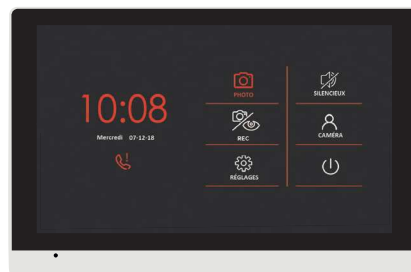 10:08
Mercredi 07-12-18
PHOTO
SILENCIEUX
REC
CAMÉRA
RÉGLAGES